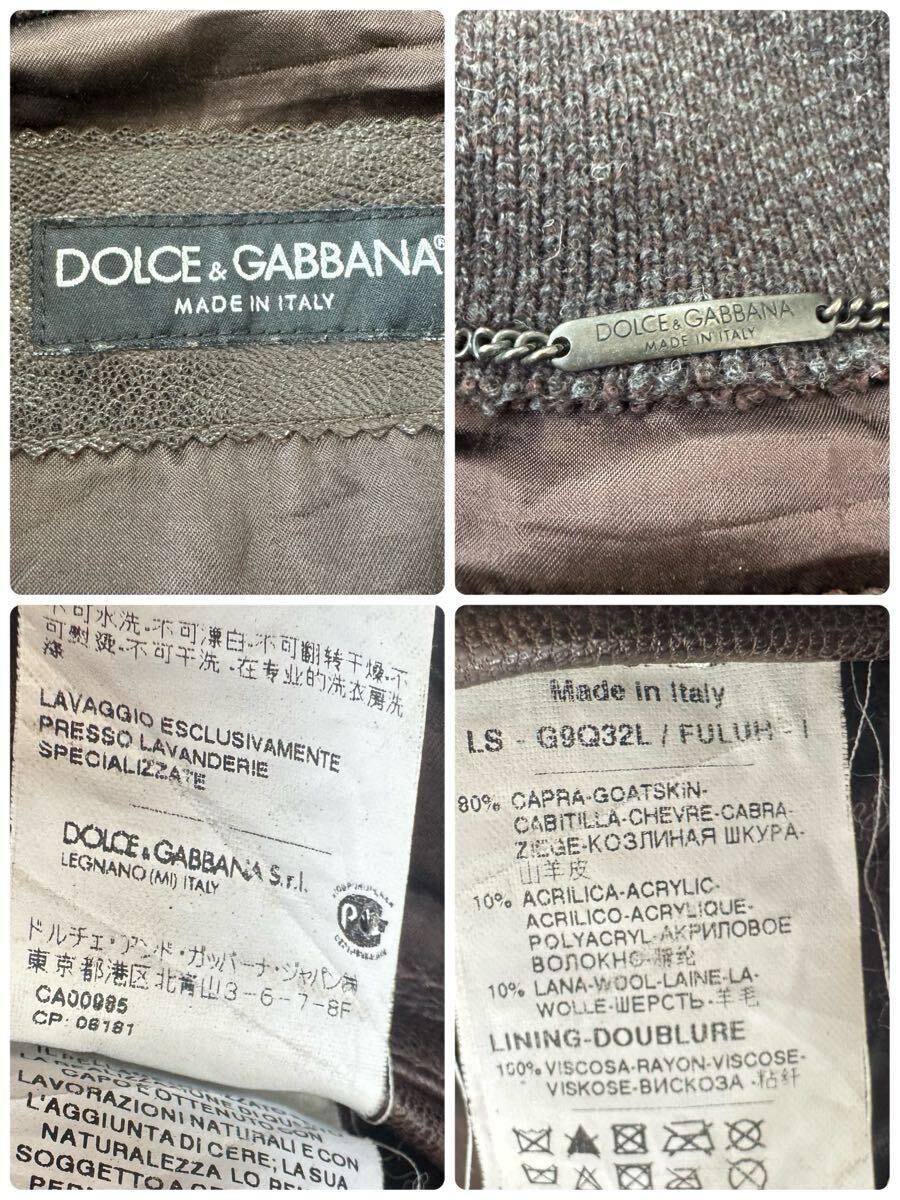 DOLCE & GABBANA®
MADE IN ITALY
DOLCE & GABBANA
MADE IN ITALY
不可水洗.不可漂白.不可翻转干燥.不
可熨烫.不可干洗.在专业的洗衣店洗
涤
LAVAGGIO ESCLUSIVAMENTE
PRESSO LAVANDERIE
SPECIALIZZATE
DOLCE & GABBANA S.r.l.
LEGNANO (MI) ITALY
ドルチェ・アンド・ガッバーナ・ジャパン㈱
東京都港区北青山3-6-7-8F
CA00985
CP: 06181
CAPO E OTTENUTO CON
LAVORAZIONI NATURALI E CON
L'AGGIUNTA DI CERE; LA SUA
NATURALEZZA LO
SOGGETTO A
Made in Italy
LS - G9Q32L / FULUH - I
80% CAPRA-GOATSKIN-
CABITILLA-CHEVRE-CABRA-
ZIEGE-КОЗЛИНАЯ ШКУРА-
山羊皮
10% ACRILICA-ACRYLIC-
ACRILICO-ACRYLIQUE-
POLYACRYL-АКРИЛОВОЕ
ВОЛОКНО-腈纶
10% LANA-WOOL-LAINE-LA-
WOLLE-ШЕРСТЬ-羊毛
LINING-DOUBLURE
100% VISCOSA-RAYON-VISCOSE-
VISKOSE-ВИСКОЗА-粘纤